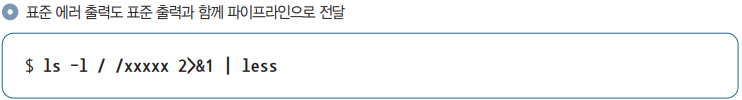 표준 에러 출력도 표준 출력과 함께 파이프라인으로 전달
$ ls -l / /xxxxx 2>&1 | less